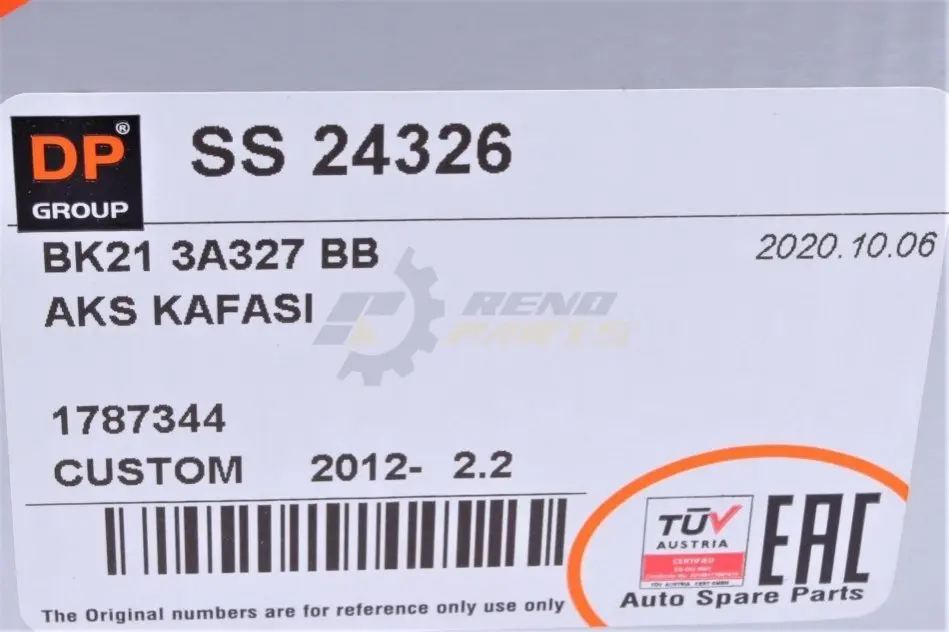 DP®
GROUP
SS 24326
BK21 3A327 BB
2020.10.06
AKS KAFASI
RENO
PARTS
1787344
CUSTOM 2012- 2.2
TÜV
AUSTRIA
CERTIFIED
EAC
Auto Spare Parts
The Original numbers are for reference only use only